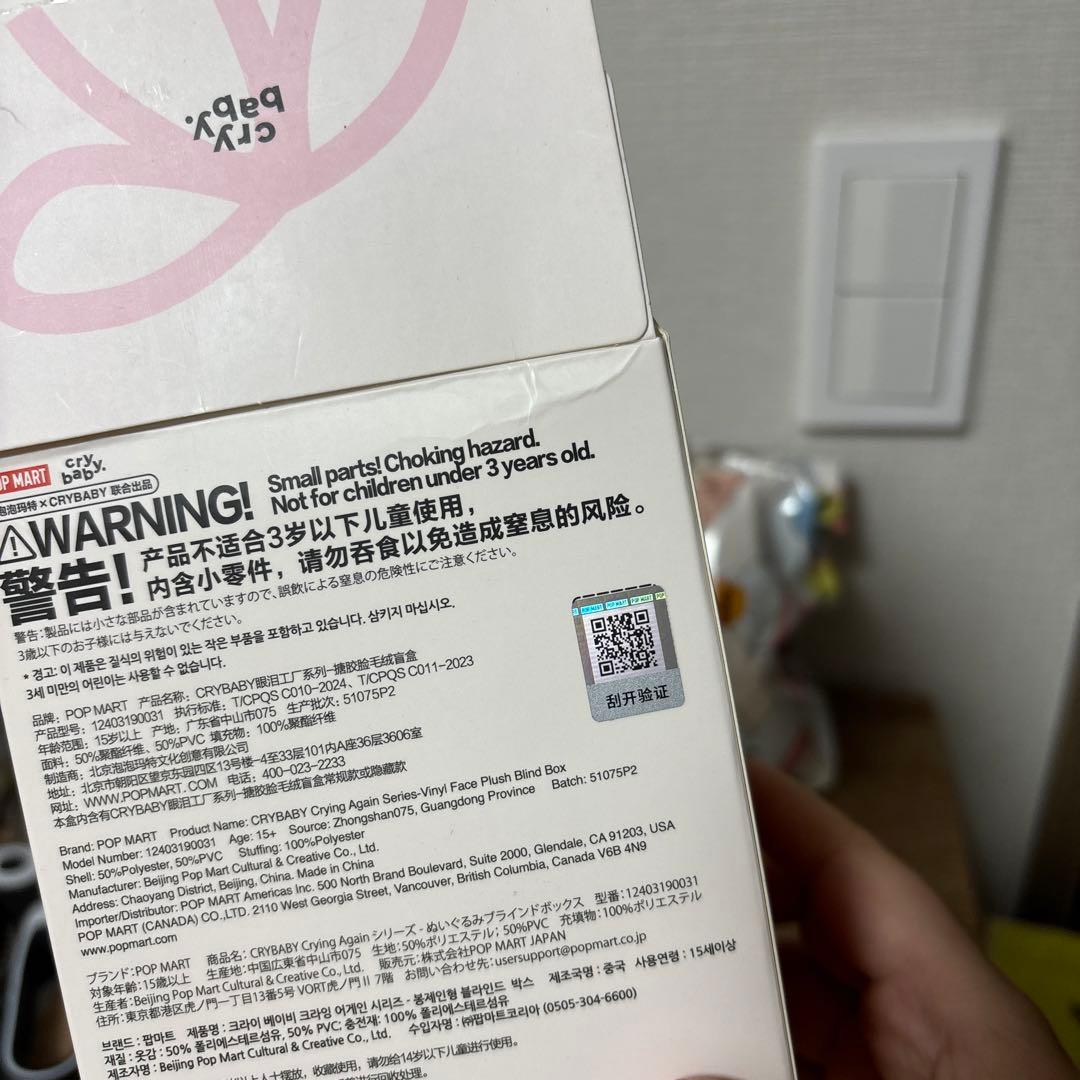 cry
baby.
POP MART
cry
baby.
泡泡玛特×CRYBABY 联合出品
WARNING! Small parts! Choking hazard.
Not for children under 3 years old.
警告! 产品不适合3岁以下儿童使用，
内含小零件，请勿吞食以免造成窒息的风险。
警告：製品には小さな部品が含まれていますので、誤飲による窒息の危険性にご注意ください。
3歳以下のお子様には与えないでください。
* 경고: 이 제품은 질식의 위험이 있는 작은 부품을 포함하고 있습니다. 삼키지 마십시오.
3세 미만의 어린이는 사용할 수 없습니다.
POP MART POP MART POP MART POP
刮开验证
品牌：POP MART 产品名称：CRYBABY眼泪工厂系列-搪胶脸毛绒盲盒
产品型号：12403190031 执行标准：T/CPQS C010-2024、T/CPQS C011-2023
年龄范围：15岁以上 产地：广东省中山市075 生产批次：51075P2
面料：50%聚酯纤维、50%PVC 填充物：100%聚酯纤维
制造商：北京泡泡玛特文化创意有限公司
地址：北京市朝阳区望京东园四区13号楼-4至33层101内A座36层3606室
网址：WWW.POPMART.COM 电话：400-023-2233
本盒内含有CRYBABY眼泪工厂系列-搪胶脸毛绒盲盒常规款或隐藏款
Brand: POP MART Product Name: CRYBABY Crying Again Series-Vinyl Face Plush Blind Box
Model Number: 12403190031 Age: 15+ Source: Zhongshan075, Guangdong Province Batch: 51075P2
Shell: 50%Polyester, 50%PVC Stuffing: 100%Polyester
Manufacturer: Beijing Pop Mart Cultural & Creative Co., Ltd.
Address: Chaoyang District, Beijing, China. Made in China
Importer/Distributor: POP MART Americas Inc. 500 North Brand Boulevard, Suite 2000, Glendale, CA 91203, USA
POP MART (CANADA) CO.,LTD. 2110 West Georgia Street, Vancouver, British Columbia, Canada V6B 4N9
www.popmart.com
ブランド：POP MART 商品名：CRYBABY Crying Again シリーズ - ぬいぐるみブラインドボックス 型番：12403190031
対象年齢：15歳以上 生産地：中国広東省中山市075 生地：50%ポリエステル；50%PVC 充填物：100%ポリエステル
生産者：Beijing Pop Mart Cultural & Creative Co., Ltd. 販売元：株式会社POP MART JAPAN
住所：東京都港区虎ノ門一丁目13番5号 VORT虎ノ門Ⅱ 7階 お問い合わせ先：usersupport@popmart.co.jp
브랜드 : 팝마트 제품명 : 크라이 베이비 크라잉 어게인 시리즈 - 봉제인형 블라인드 박스 제조국명 : 중국 사용연령 : 15세이상
재질 : 옷감 : 50% 폴리에스테르섬유, 50% PVC; 충전재: 100% 폴리에스테르섬유
제조자명 : Beijing Pop Mart Cultural & Creative Co., Ltd. 수입자명 : ㈜팝마트코리아 (0505-304-6600)
以上人士摆放，收藏使用，请勿给14岁以下儿童进行使用。
进行回收处理。